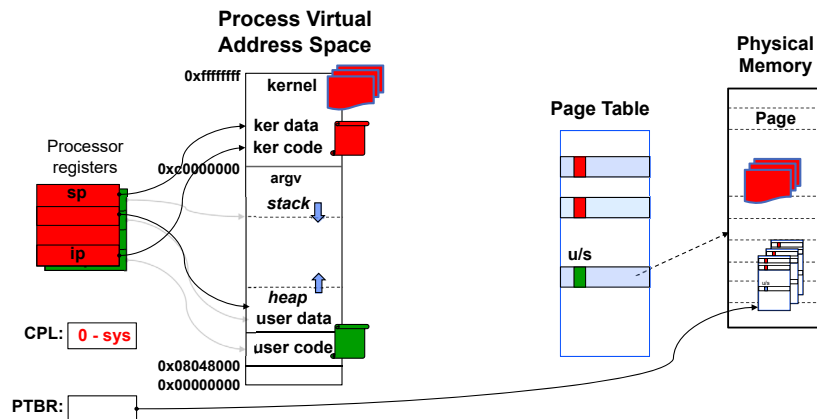 Process Virtual
Address Space
Physical
Memory
0xffffffff
kernel
Page Table
Page
ker data
Processor
registers
ker code
0xc0000000
argv
sp
stack
ip
u/s
heap
user data
u/s
CPL:
0 - sys
user code
0x08048000
0x00000000
PTBR: